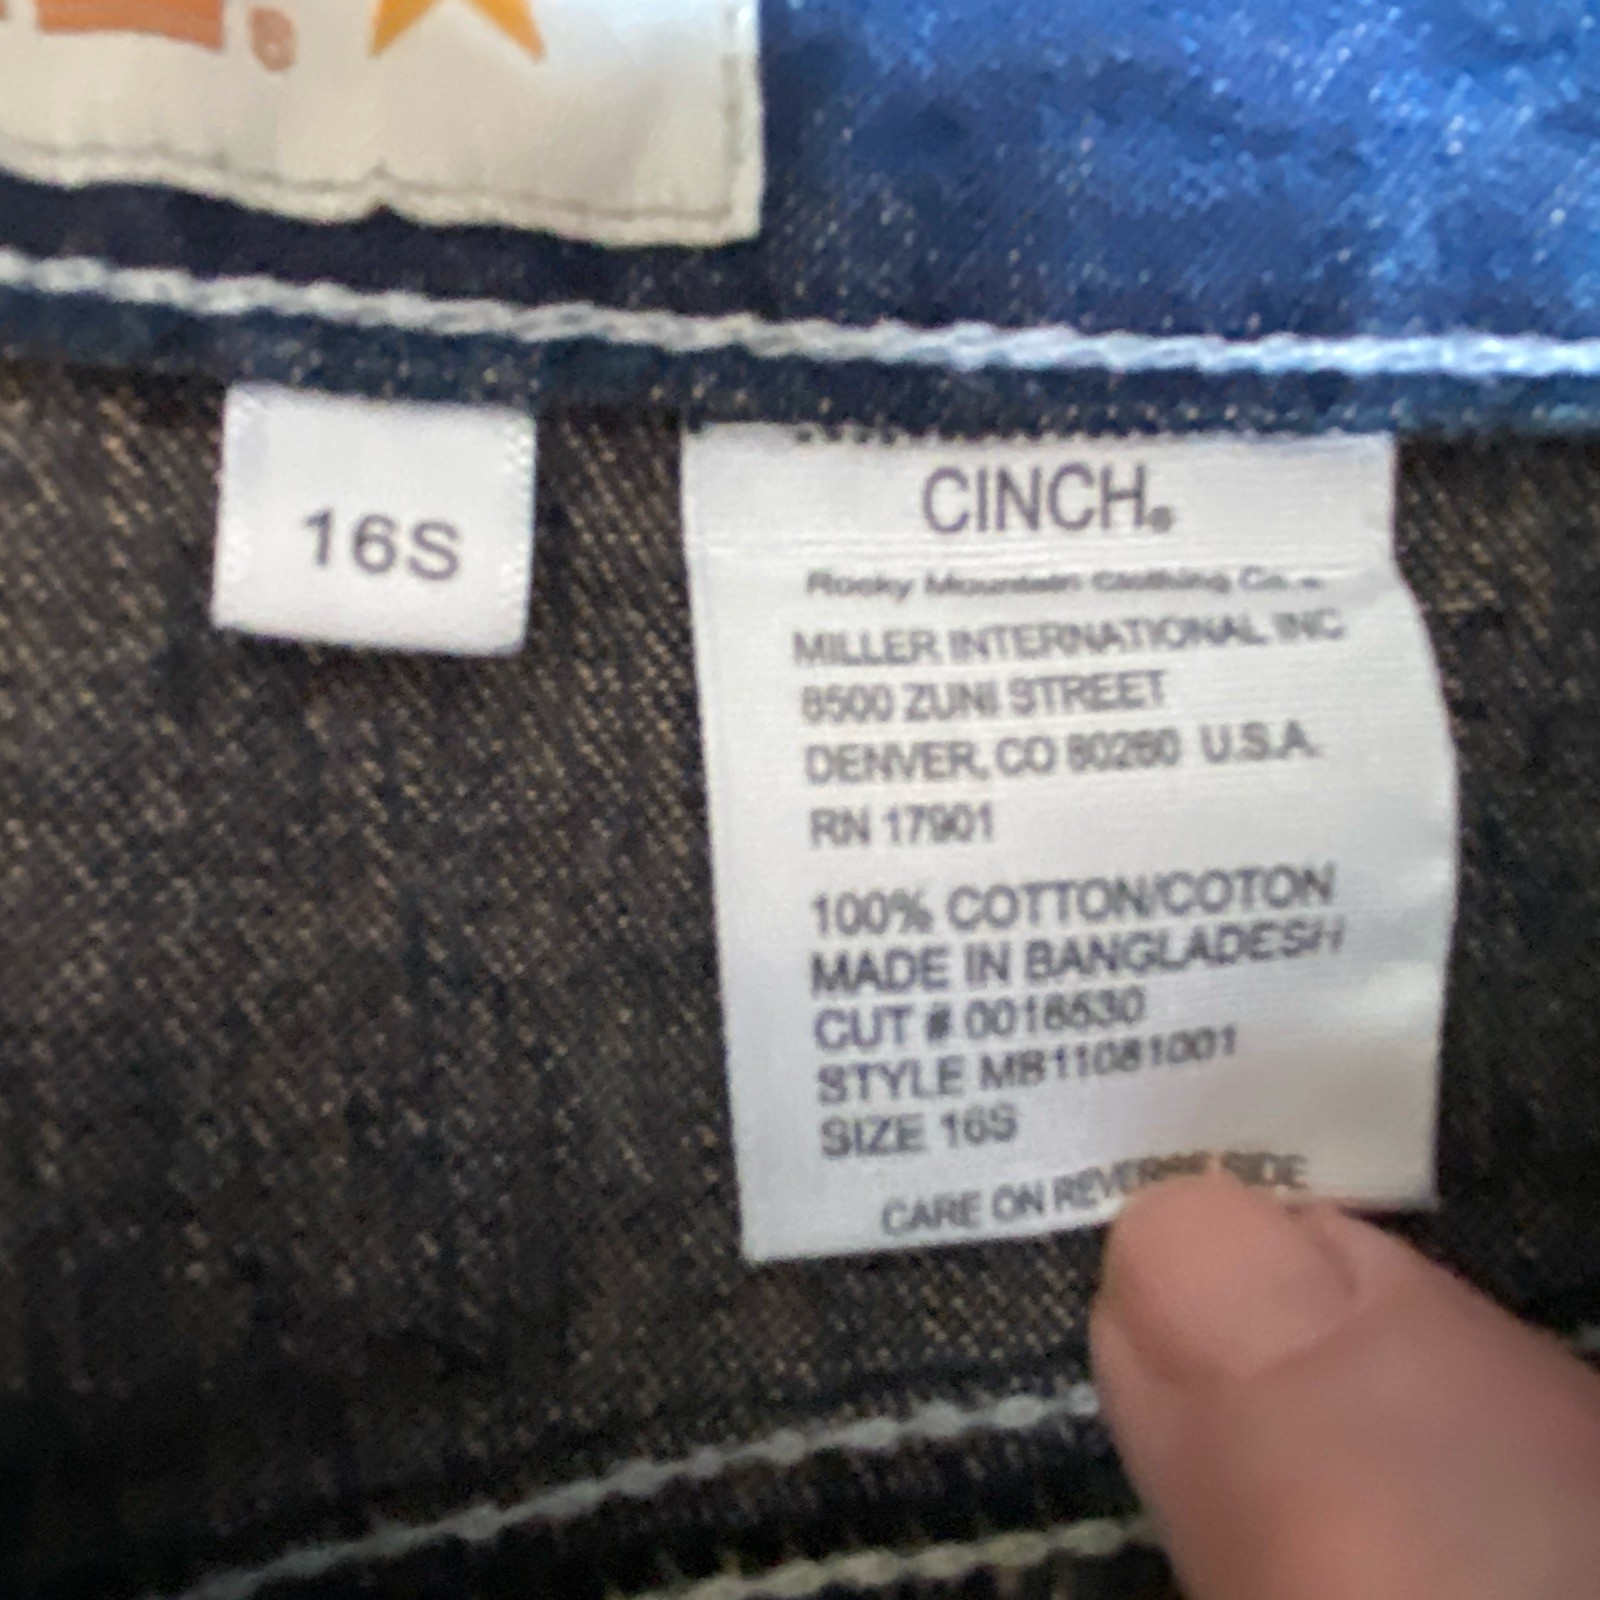 16S
CINCH®
Rocky Mountain Clothing Co.
MILLER INTERNATIONAL INC
8500 ZUNI STREET
DENVER, CO 80260 U.S.A.
RN 17901
100% COTTON/COTON
MADE IN BANGLADESH
CUT # 0016530
STYLE MB11081001
SIZE 16S
CARE ON REVERSE SIDE